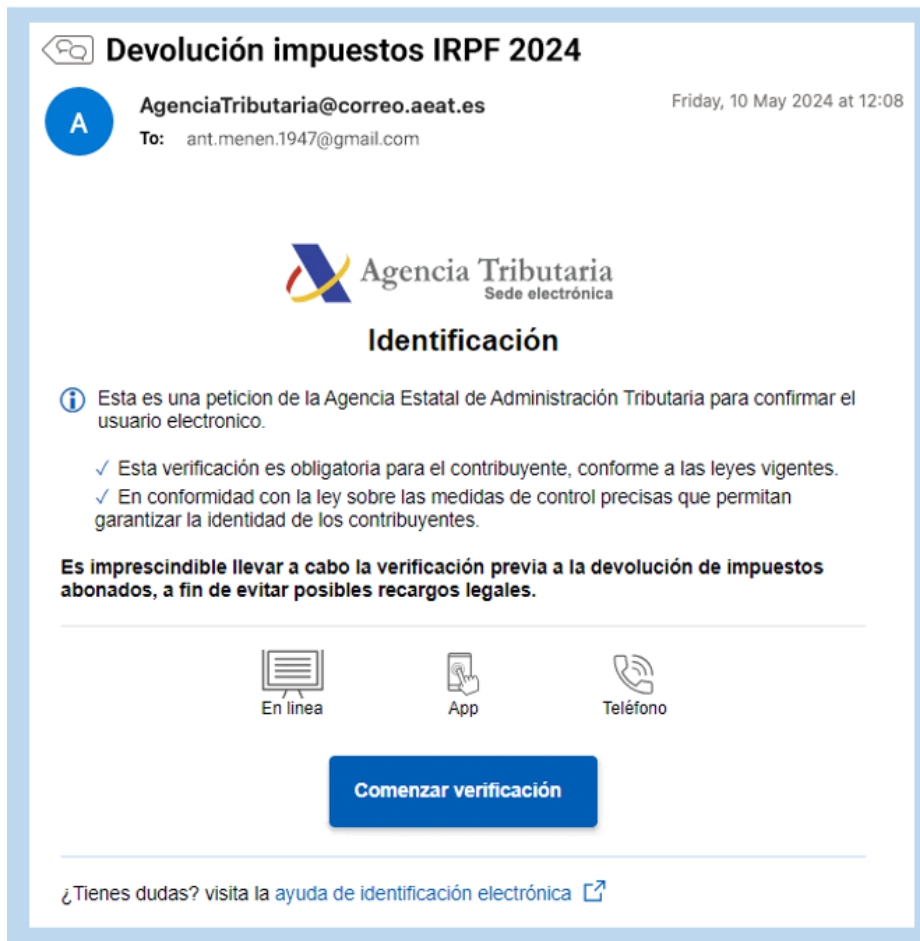 Devolución impuestos IRPF 2024
A
AgenciaTributaria@correo.aeat.es
Friday, 10 May 2024 at 12:08
To: ant.menen.1947@gmail.com
Agencia Tributaria
Sede electrónica
Identificación
Esta es una peticion de la Agencia Estatal de Administración Tributaria para confirmar el
usuario electronico.
✓ Esta verificación es obligatoria para el contribuyente, conforme a las leyes vigentes.
✓ En conformidad con la ley sobre las medidas de control precisas que permitan
garantizar la identidad de los contribuyentes.
Es imprescindible llevar a cabo la verificación previa a la devolución de impuestos
abonados, a fin de evitar posibles recargos legales.
En linea
App
Teléfono
Comenzar verificación
¿Tienes dudas? visita la ayuda de identificación electrónica